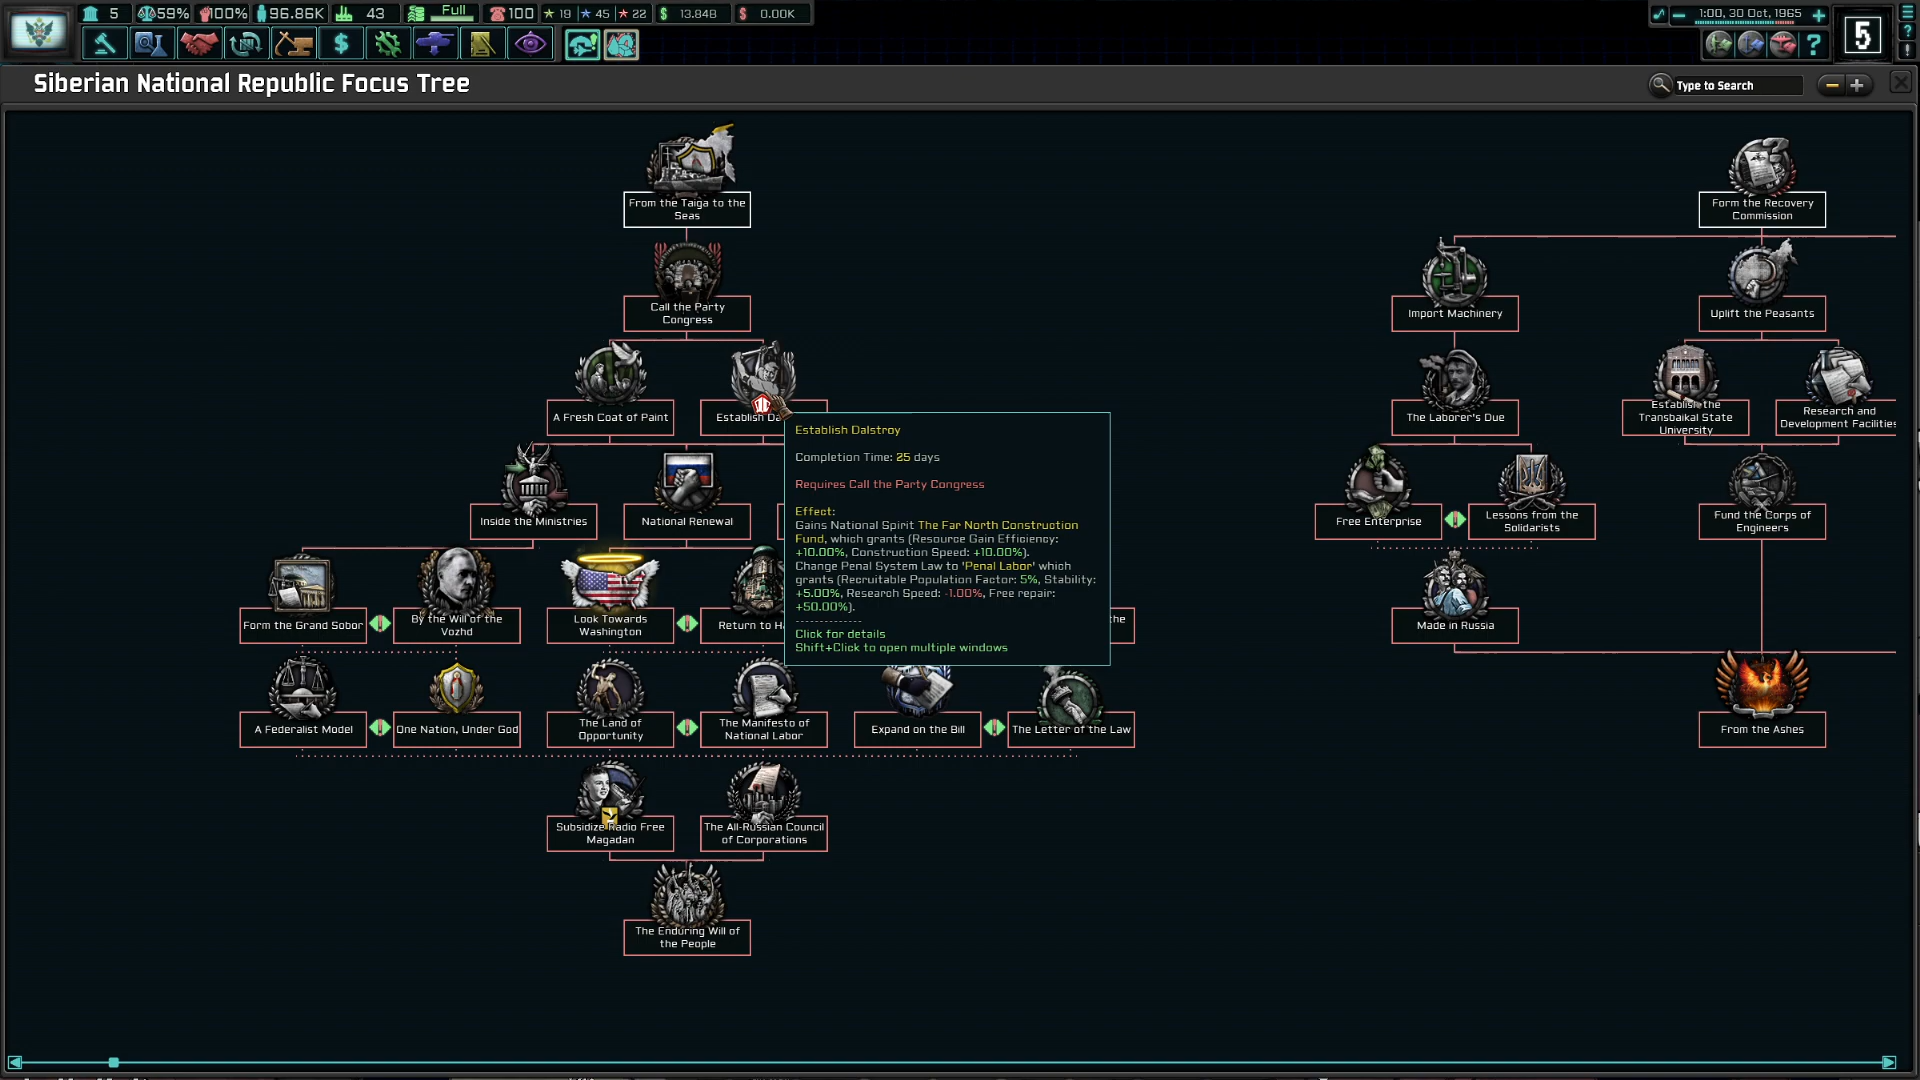 5 59% 100% 96.86K 43 Full 100 19 45 22 $ 13.84B $ 0.00K
1:00, 30 Oct, 1965
5
Siberian National Republic Focus Tree
Type to Search
From the Taiga to the
Seas
Form the Recovery
Commission
Call the Party
Congress
Import Machinery
Uplift the Peasants
A Fresh Coat of Paint
Establish Da
The Laborer's Due
Establish the
Transbaikal State
University
Research and
Development Facilities
Establish Dalstroy
Completion Time: 25 days
Requires Call the Party Congress
Effect:
Gains National Spirit The Far North Construction
Fund, which grants (Resource Gain Efficiency:
+10.00%, Construction Speed: +10.00%).
Change Penal System Law to 'Penal Labor' which
grants (Recruitable Population Factor: 5%, Stability:
+5.00%, Research Speed: -1.00%, Free repair:
+50.00%).
--------------
Click for details
Shift+Click to open multiple windows
Inside the Ministries
National Renewal
Free Enterprise
Lessons from the
Solidarists
Fund the Corps of
Engineers
Form the Grand Sobor
By the Will of the
Vozhd
Look Towards
Washington
Return to Ha
the
Made in Russia
A Federalist Model
One Nation, Under God
The Land of
Opportunity
The Manifesto of
National Labor
Expand on the Bill
The Letter of the Law
From the Ashes
Subsidize Radio Free
Magadan
The All-Russian Council
of Corporations
The Enduring Will of
the People